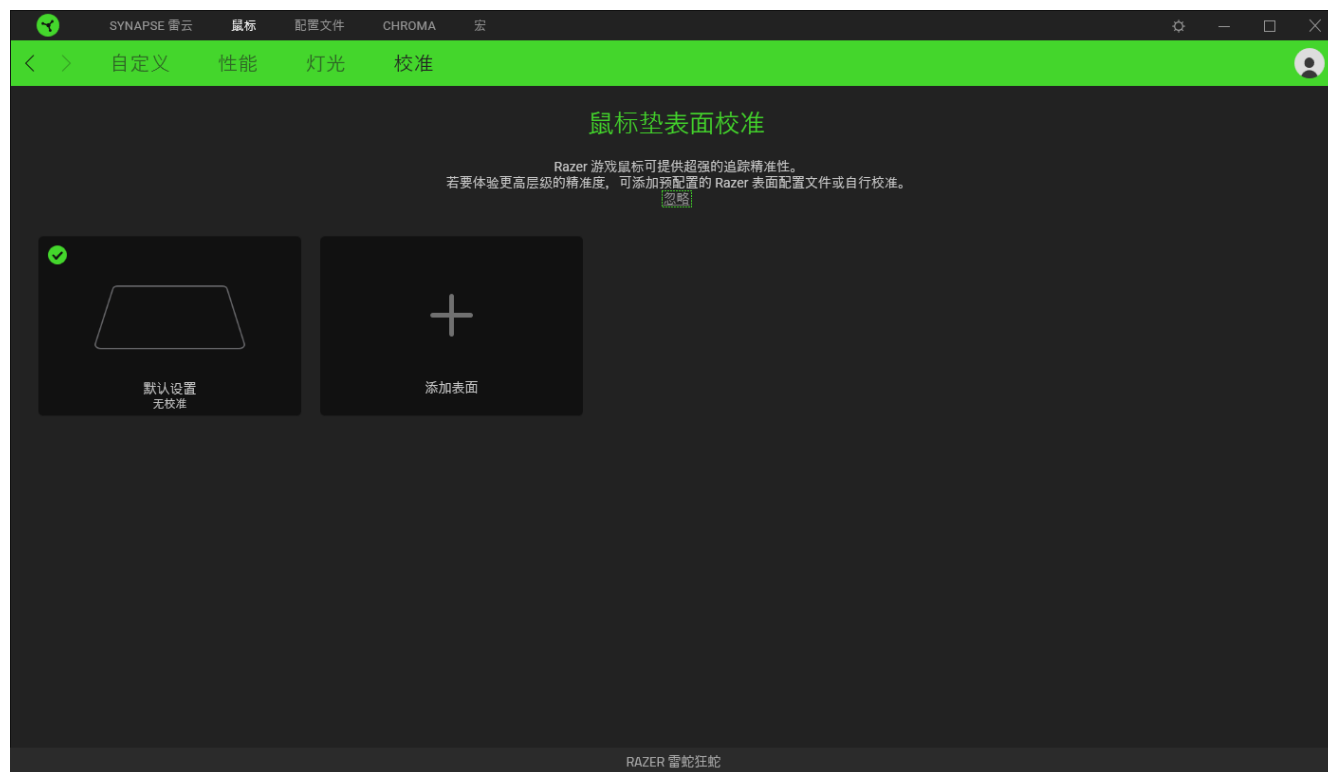 SYNAPSE 雷云 鼠标 配置文件 CHROMA 宏
自定义 性能 灯光 校准
鼠标垫表面校准
Razer 游戏鼠标可提供超强的追踪精准性。
若要体验更高层级的精准度，可添加预配置的 Razer 表面配置文件或自行校准。
忽略
默认设置
无校准
添加表面
RAZER 雷蛇狂蛇